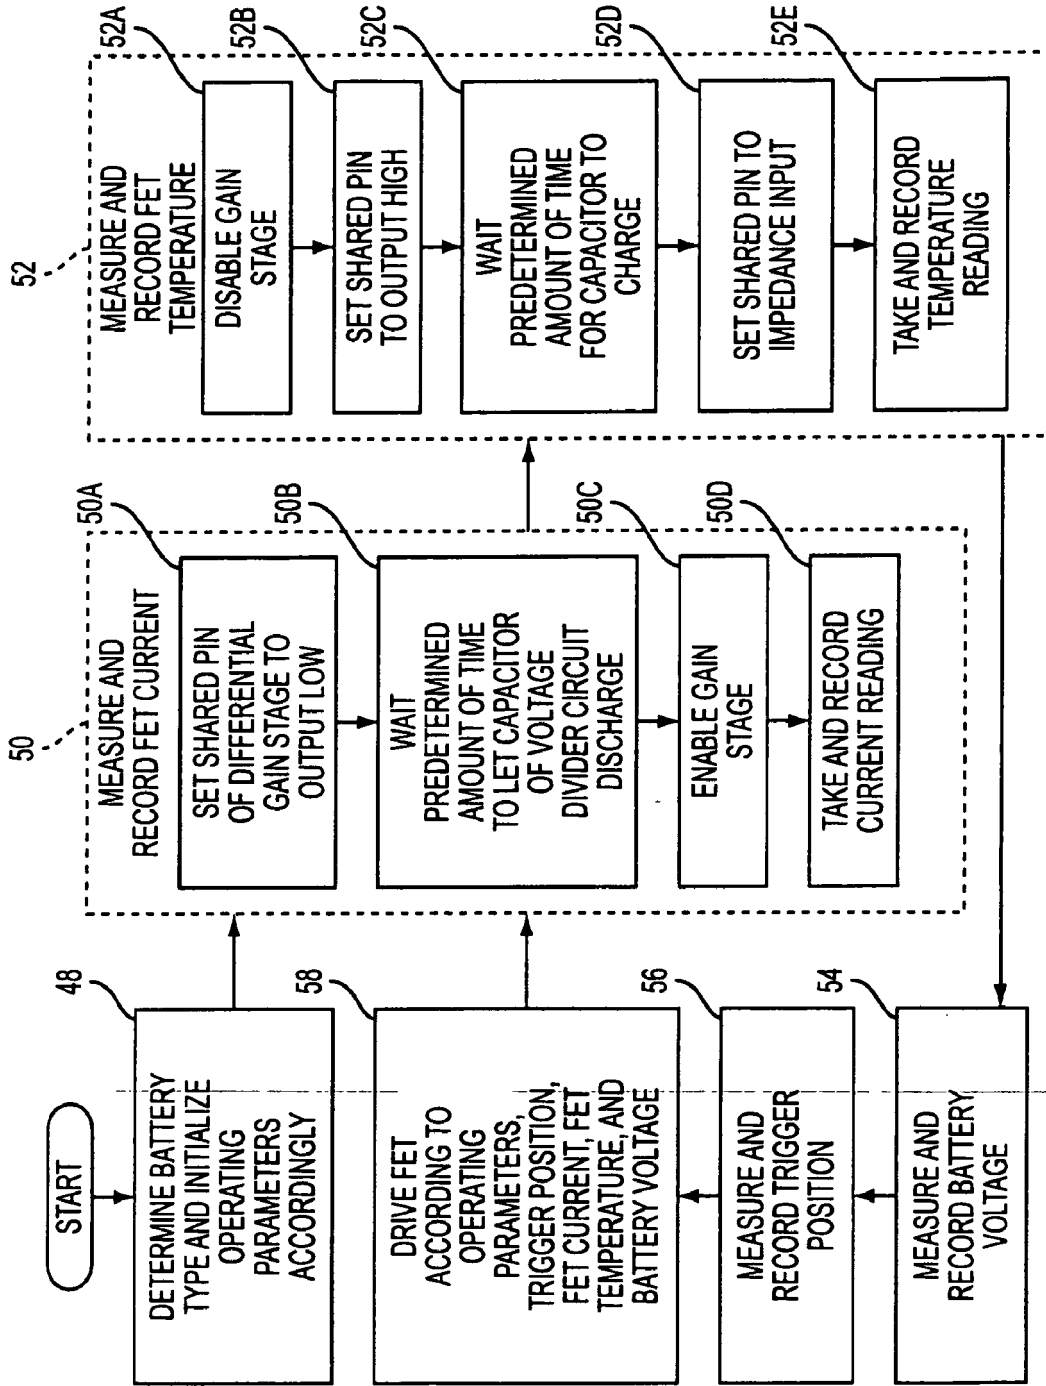 START
48
DETERMINE BATTERY
TYPE AND INITIALIZE
OPERATING
PARAMETERS
ACCORDINGLY
58
DRIVE FET
ACCORDING TO
OPERATING
PARAMETERS,
TRIGGER POSITION,
FET CURRENT, FET
TEMPERATURE, AND
BATTERY VOLTAGE
56
MEASURE AND
RECORD TRIGGER
POSITION
54
MEASURE AND
RECORD BATTERY
VOLTAGE
50
MEASURE AND
RECORD FET CURRENT
50A
SET SHARED PIN
OF DIFFERENTIAL
GAIN STAGE TO
OUTPUT LOW
50B
WAIT
PREDETERMINED
AMOUNT OF TIME
TO LET CAPACITOR
OF VOLTAGE
DIVIDER CIRCUIT
DISCHARGE
50C
ENABLE GAIN
STAGE
50D
TAKE AND RECORD
CURRENT READING
52
MEASURE AND
RECORD FET
TEMPERATURE
52A
DISABLE GAIN
STAGE
52B
SET SHARED PIN
TO OUTPUT HIGH
52C
WAIT
PREDETERMINED
AMOUNT OF TIME
FOR CAPACITOR TO
CHARGE
52D
SET SHARED PIN TO
IMPEDANCE INPUT
52E
TAKE AND RECORD
TEMPERATURE
READING